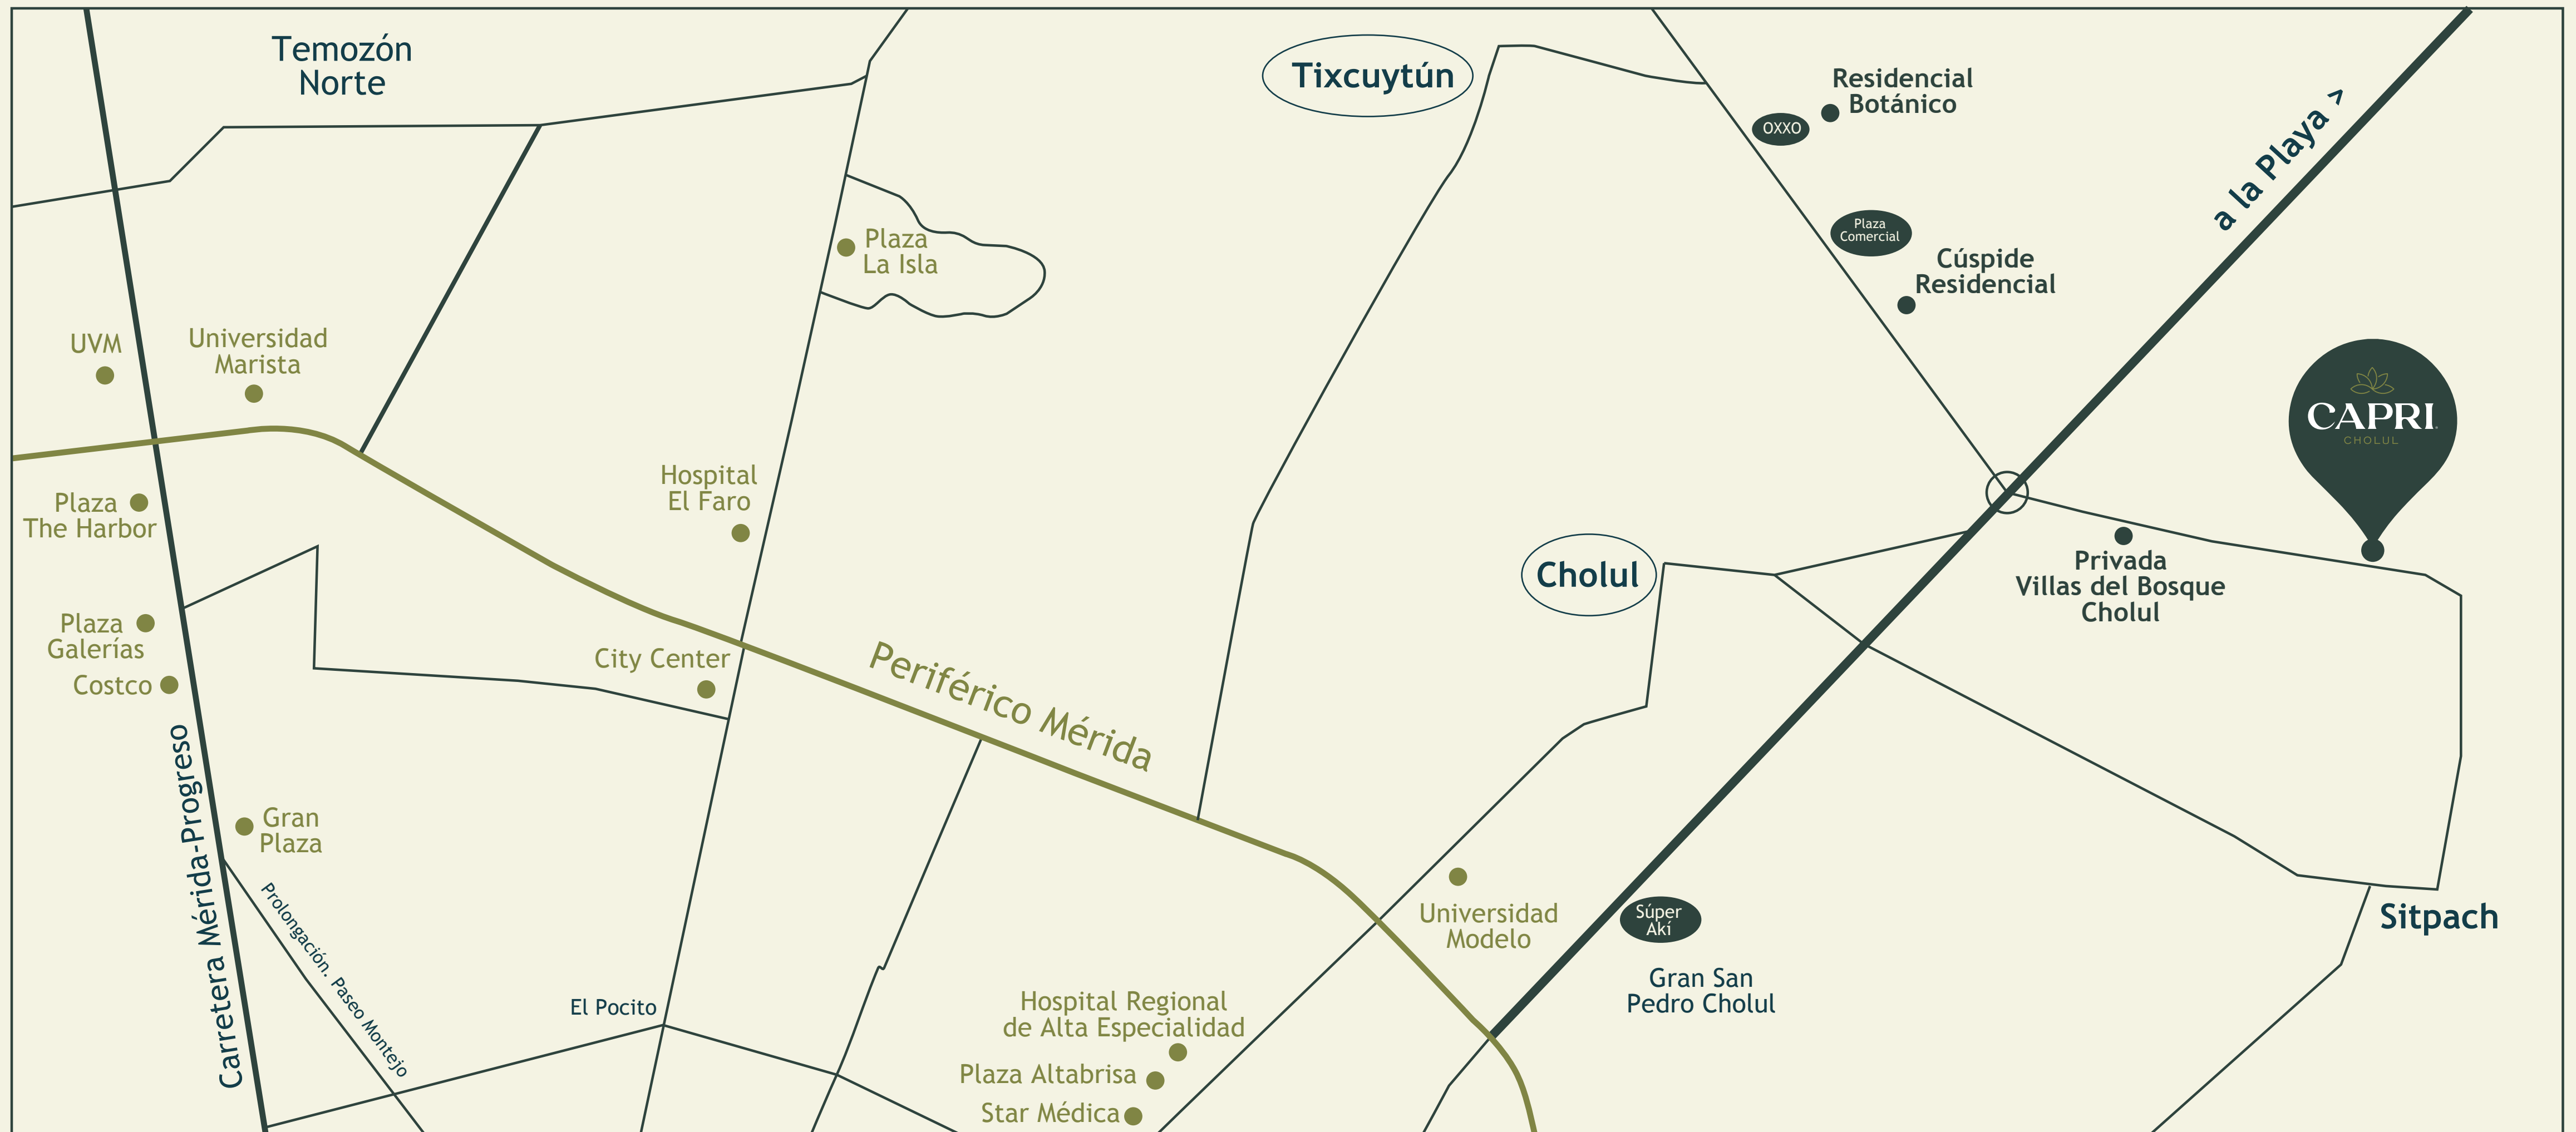 Temozón
Norte
Tixcuytún
Residencial
Botánico
OXXO
a la Playa >
Plaza
Comercial
Cúspide
Residencial
Plaza
La Isla
UVM
Universidad
Marista
CAPRI
CHOLUL
Hospital
El Faro
Plaza
The Harbor
Cholul
Privada
Villas del Bosque
Cholul
Plaza
Galerías
Costco
City Center
Periférico Mérida
Carretera Mérida-Progreso
Gran
Plaza
Prolongación. Paseo Montejo
Universidad
Modelo
Súper
Akí
Sitpach
Gran San
Pedro Cholul
El Pocito
Hospital Regional
de Alta Especialidad
Plaza Altabrisa
Star Médica